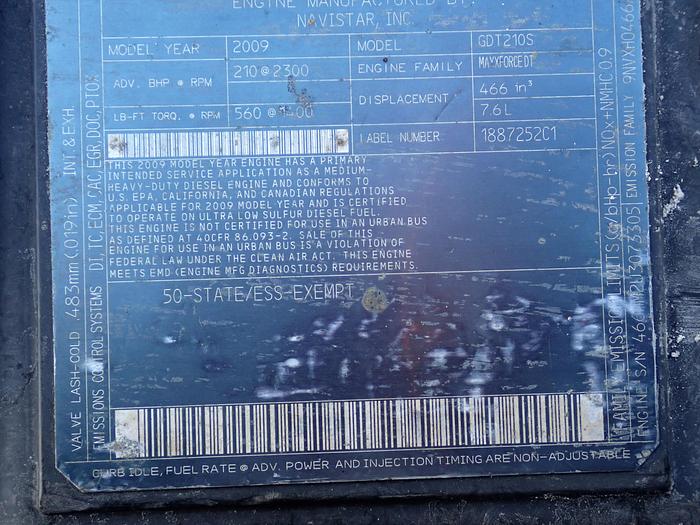 ENGINE MANUFACTURED BY:
NAVISTAR, INC.
MODEL YEAR 2009 MODEL GDT210S
ADV. BHP @ RPM 210 @ 2300 ENGINE FAMILY MAXXFORCE DT
LB-FT TORQ. @ RPM 560 @ DISPLACEMENT 466 in³
7.6L
LABEL NUMBER 1887252C1
THIS 2009 MODEL YEAR ENGINE HAS A PRIMARY
INTENDED SERVICE APPLICATION AS A MEDIUM-
HEAVY-DUTY DIESEL ENGINE AND CONFORMS TO
U.S. EPA, CALIFORNIA, AND CANADIAN REGULATIONS
APPLICABLE FOR 2009 MODEL YEAR AND IS CERTIFIED
TO OPERATE ON ULTRA LOW SULFUR DIESEL FUEL.
THIS ENGINE IS NOT CERTIFIED FOR USE IN AN URBAN BUS
AS DEFINED AT 40CFR 86.093-2. SALE OF THIS
ENGINE FOR USE IN AN URBAN BUS IS A VIOLATION OF
FEDERAL LAW UNDER THE CLEAN AIR ACT. THIS ENGINE
MEETS EMD (ENGINE MFG DIAGNOSTICS) REQUIREMENTS.
50-STATE/ESS EXEMPT
VALVE LASH-COLD .483mm (.019in) INT & EXH.
EMISSIONS CONTROL SYSTEMS DI, TC, ECM, CAC, EGR, DOC, PTOX
FAMILY EMISSION LIMITS (g/bhp-hr) NOx+NMHC 0.9
ENGINE S/N EMISSION FAMILY
CURB IDLE, FUEL RATE @ ADV. POWER AND INJECTION TIMING ARE NON-ADJUSTABLE